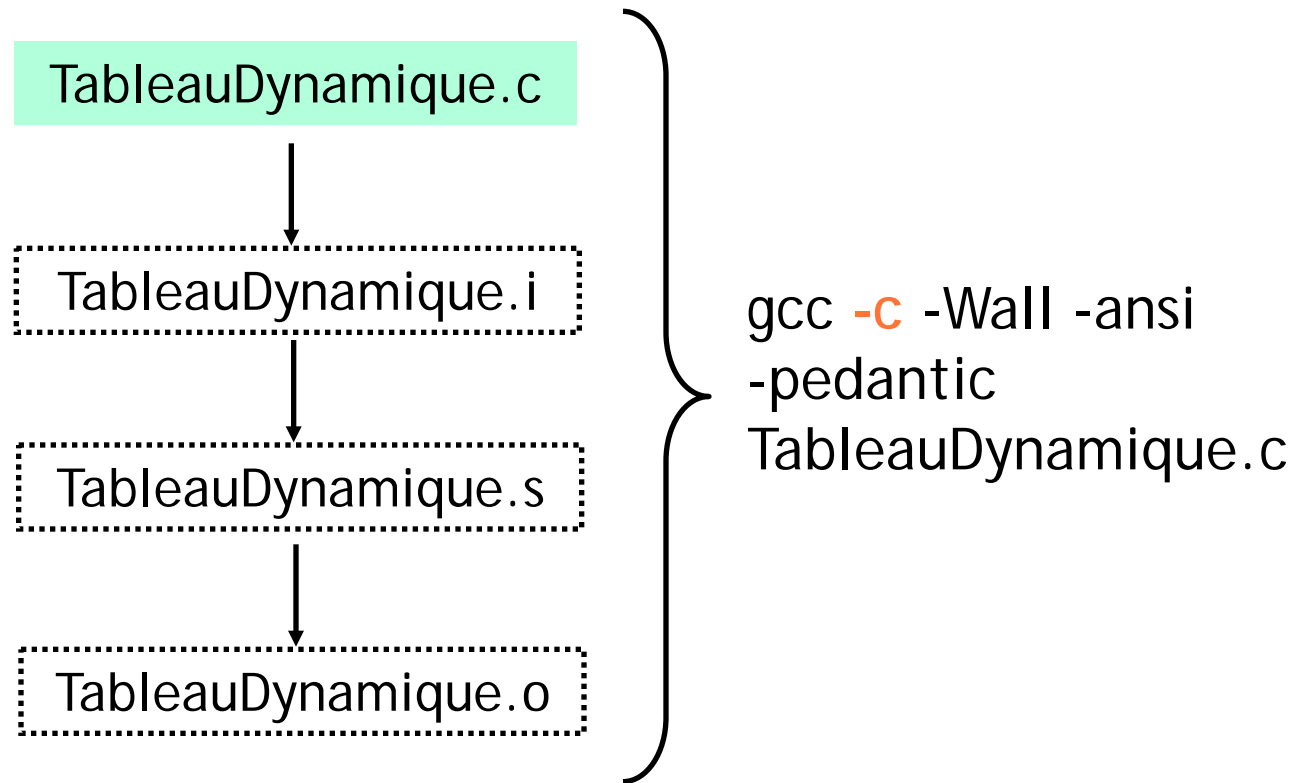 TableauDynamique.c
TableauDynamique.i
TableauDynamique.s
TableauDynamique.o
gcc -c -Wall -ansi
-pedantic
TableauDynamique.c